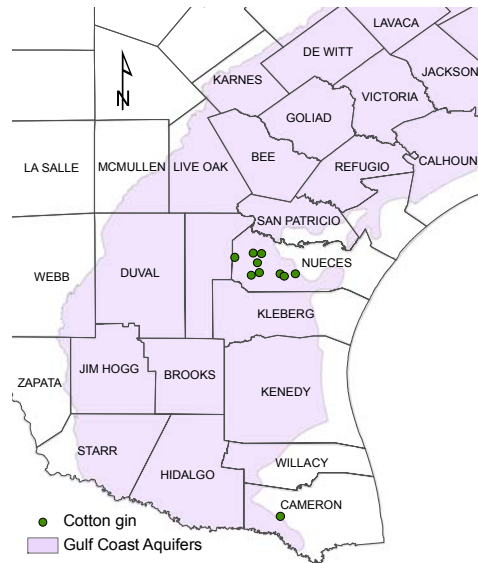 LAVACA
DE WITT
KARNES
JACKSON
VICTORIA
GOLIAD
N
BEE
CALHOUN
LA SALLE
MCMULLEN
LIVE OAK
REFUGIO
SAN PATRICIO
NUECES
WEBB
DUVAL
KLEBERG
JIM HOGG
BROOKS
ZAPATA
KENEDY
STARR
WILLACY
HIDALGO
CAMERON
Cotton gin
Gulf Coast Aquifers